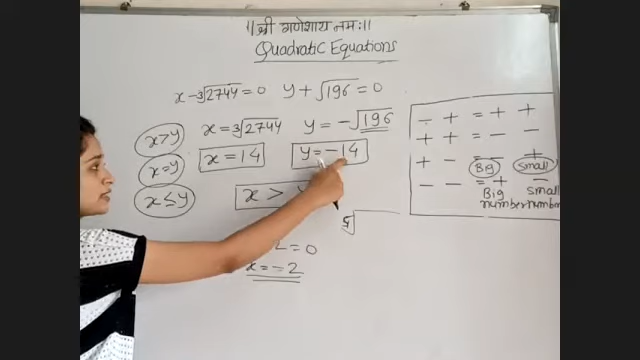 ॥ श्री गणेशाय नमः ॥
Quadratic Equations
x - 3√2744 = 0 y + √196 = 0
x > y x = 3√2744 y = -√196
x = 14 y = -14
x = y
x ≤ y x >
= 0
x = -2
- + = + +
+ + = - -
+ - = - -
Big Small
- - = + -
Big small
number number